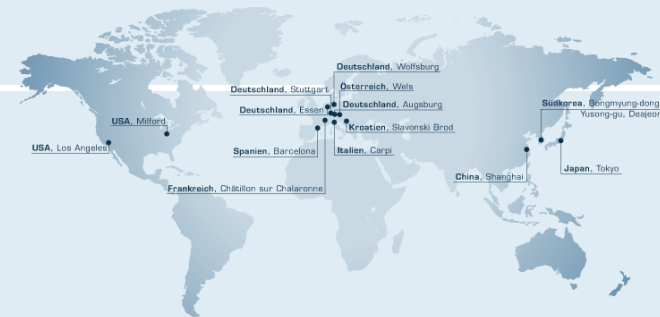 Deutschland, Wolfsburg
Deutschland, Stuttgart
Österreich, Wels
Deutschland, Essen
Deutschland, Augsburg
USA, Milford
Kroatien, Slavonski Brod
USA, Los Angeles
Spanien, Barcelona
Italien, Carpi
Frankreich, Châtillon sur Chalaronne
Südkorea, Bongmyung-dong
Yusong-gu, Deajeon
Japan, Tokyo
China, Shanghai